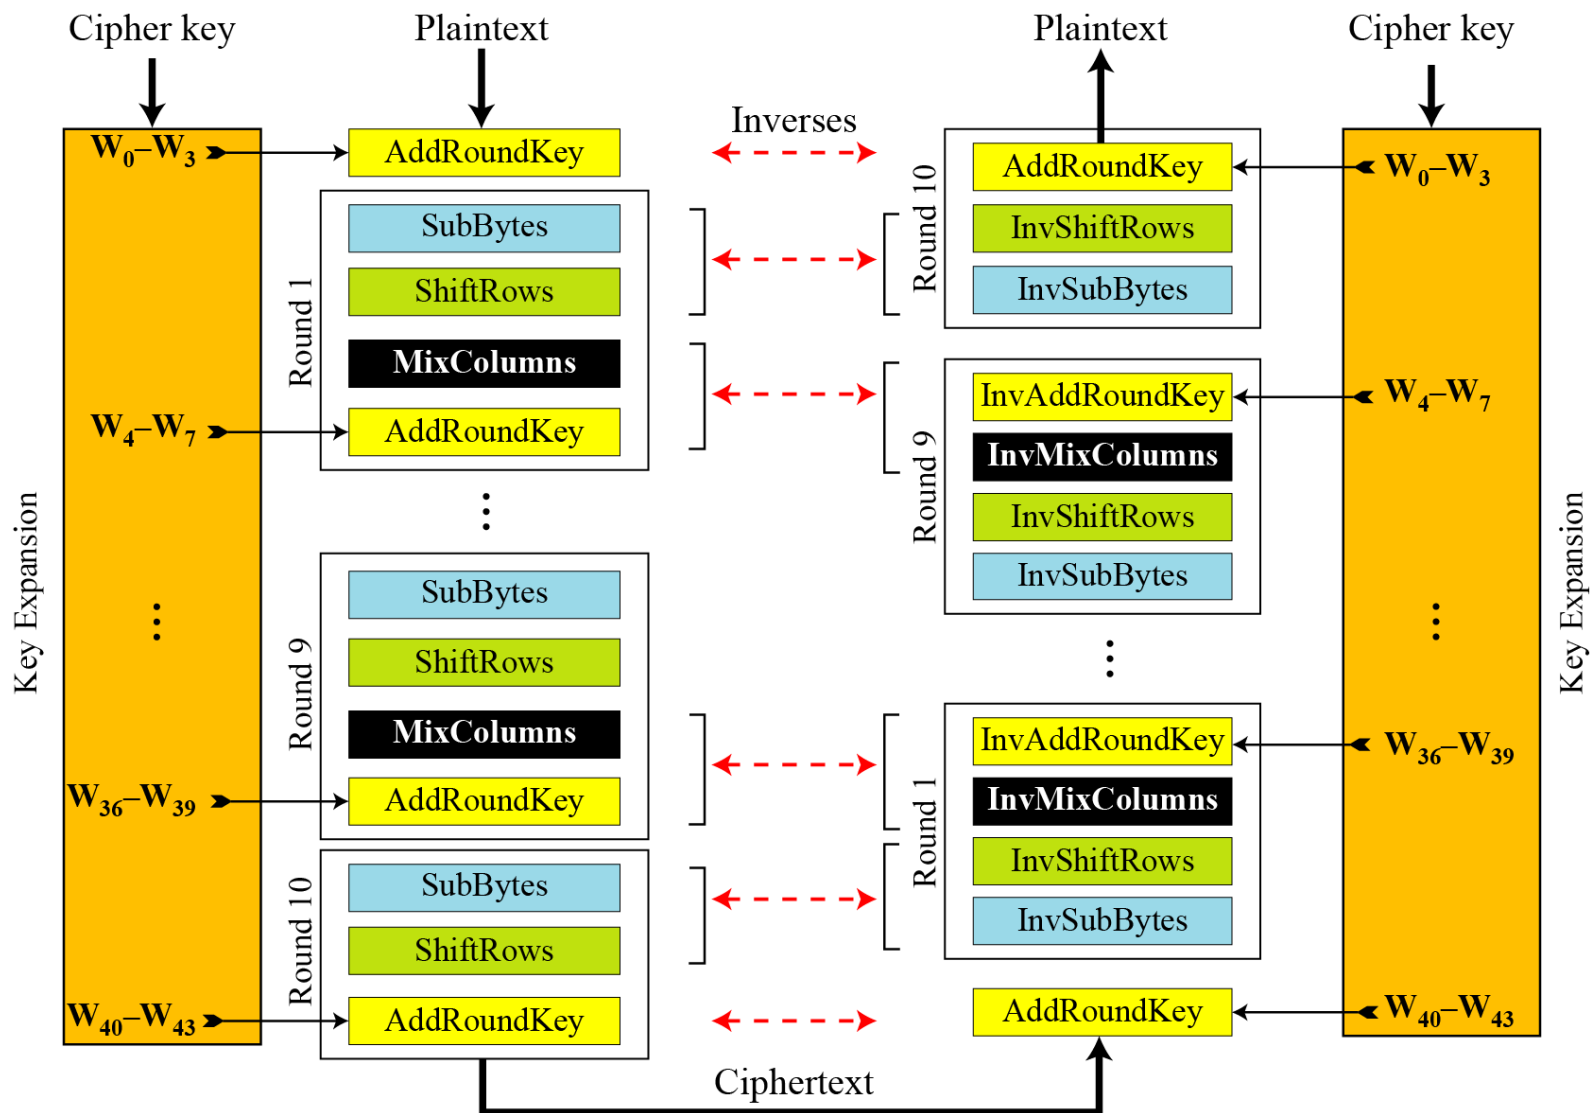 Cipher key
Plaintext
Plaintext
Cipher key
W0–W3
AddRoundKey
Inverses
AddRoundKey
W0–W3
Round 1
SubBytes
ShiftRows
MixColumns
W4–W7
AddRoundKey
Round 10
InvShiftRows
InvSubBytes
Round 9
InvAddRoundKey
W4–W7
InvMixColumns
InvShiftRows
InvSubBytes
Key Expansion
⋮
⋮
Round 9
SubBytes
ShiftRows
MixColumns
W36–W39
AddRoundKey
⋮
⋮
Key Expansion
Round 1
InvAddRoundKey
W36–W39
InvMixColumns
InvShiftRows
InvSubBytes
Round 10
SubBytes
ShiftRows
W40–W43
AddRoundKey
AddRoundKey
W40–W43
Ciphertext